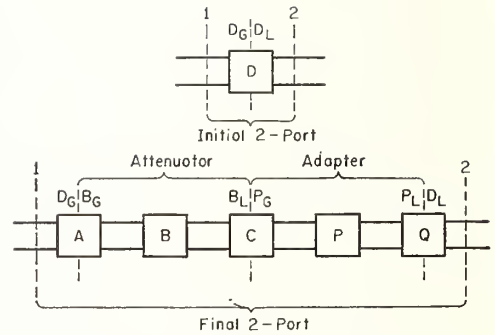 1 2
D_G D_L
D
Initial 2-Port
Attenuator Adapter
1 2
D_G B_G B_L P_G P_L D_L
A B C P Q
Final 2-Port